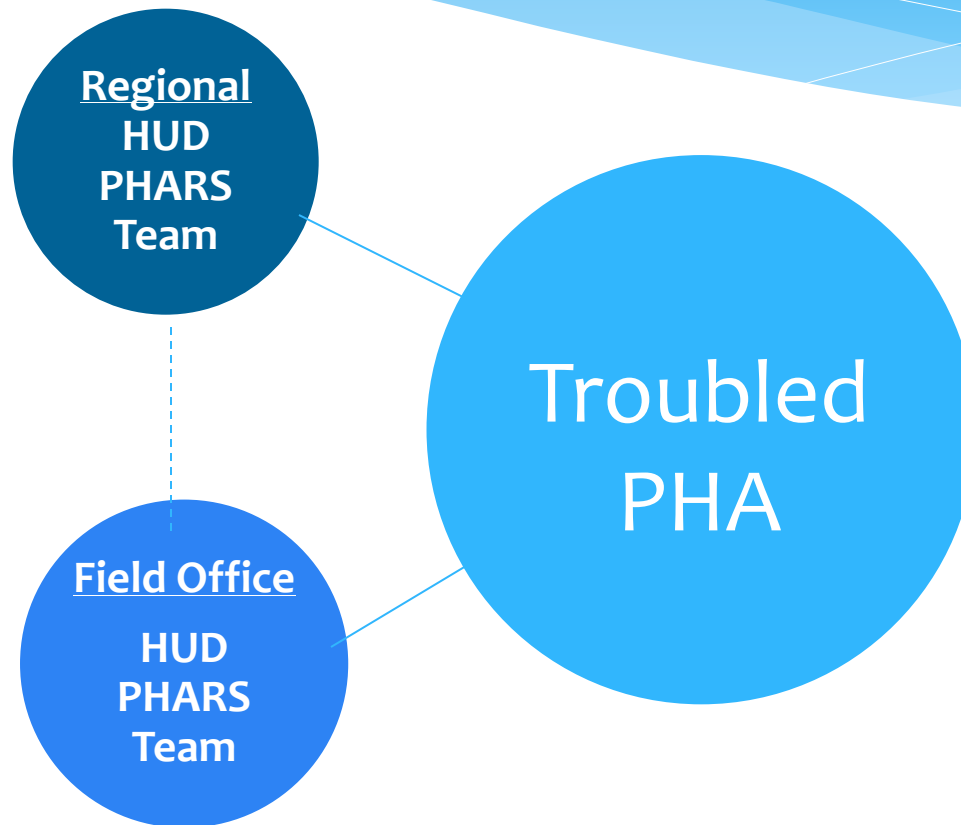 Regional
HUD
PHARS
Team
Troubled
PHA
Field Office
HUD
PHARS
Team